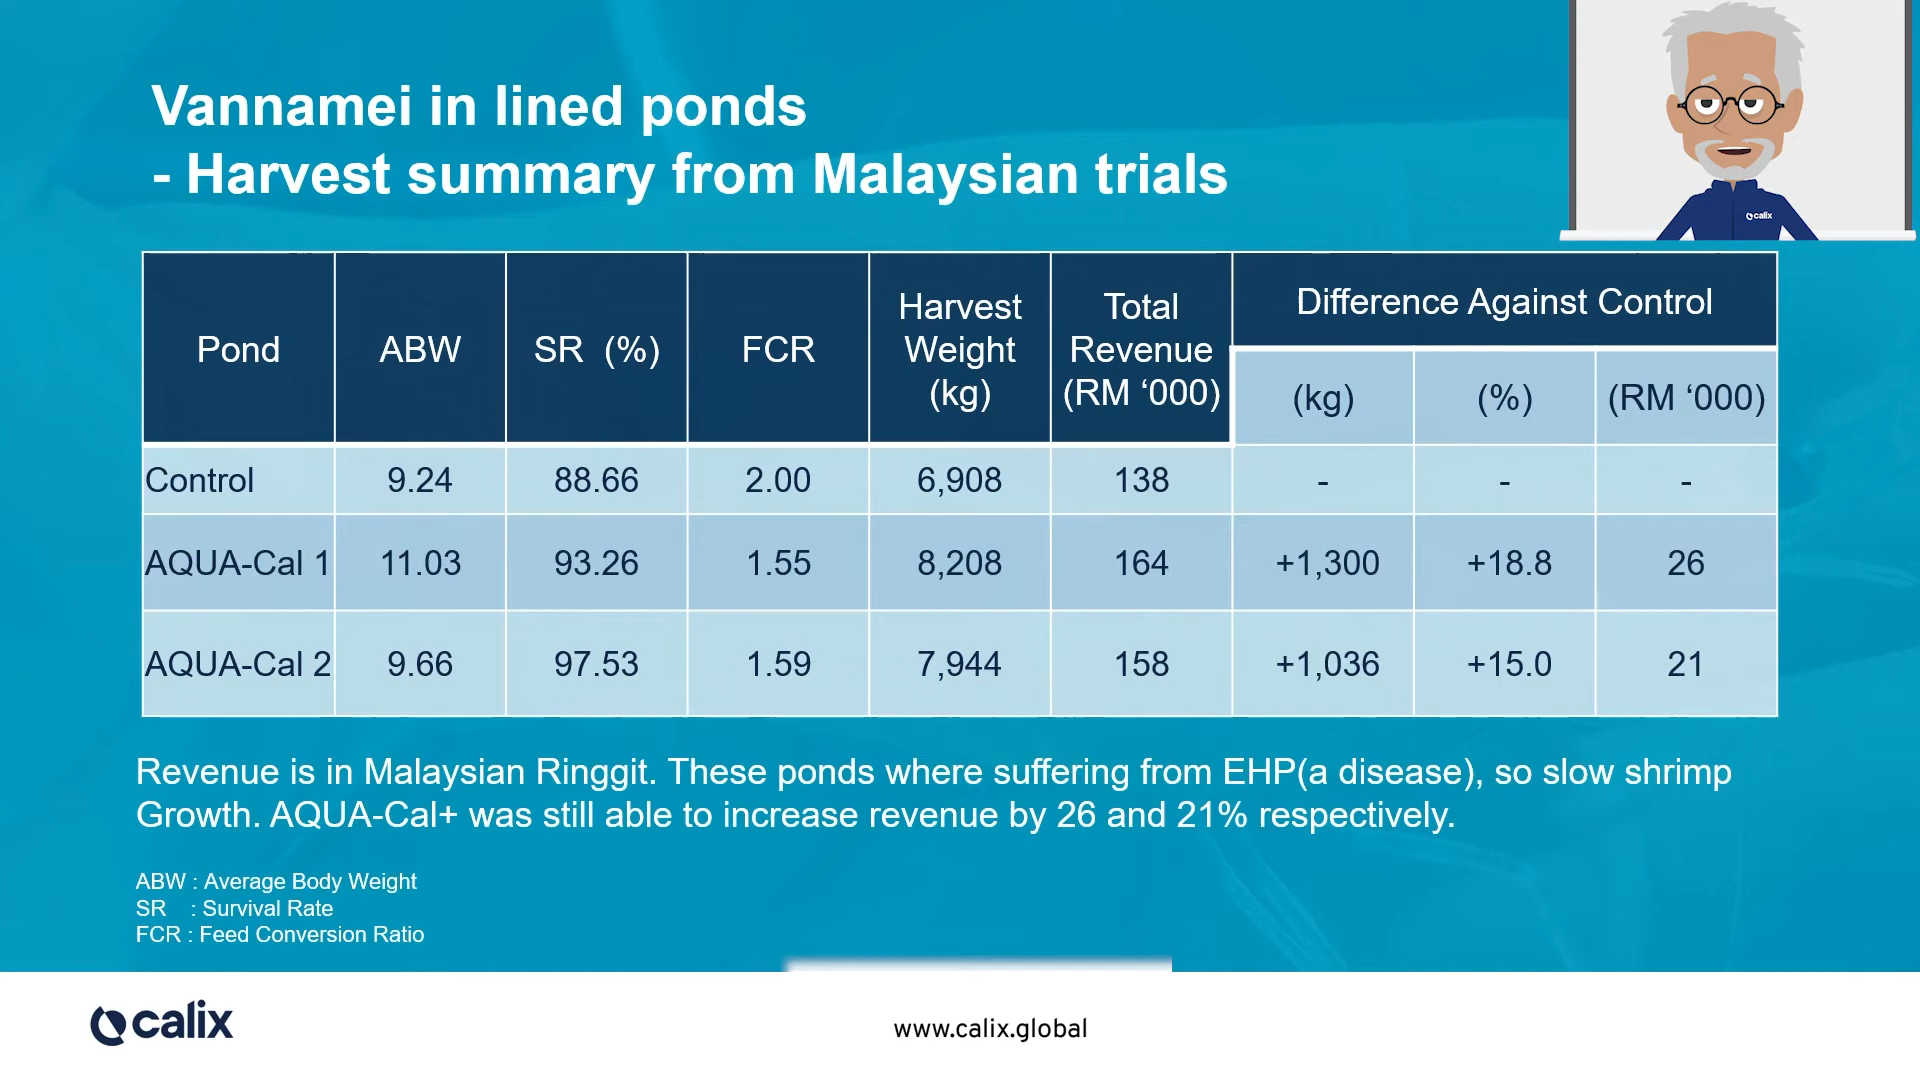 Vannamei in lined ponds
- Harvest summary from Malaysian trials
calix
Pond ABW SR (%) FCR Harvest Weight (kg) Total Revenue (RM ‘000) Difference Against Control
(kg) (%) (RM ‘000)
Control 9.24 88.66 2.00 6,908 138 - - -
AQUA-Cal 1 11.03 93.26 1.55 8,208 164 +1,300 +18.8 26
AQUA-Cal 2 9.66 97.53 1.59 7,944 158 +1,036 +15.0 21
Revenue is in Malaysian Ringgit. These ponds where suffering from EHP(a disease), so slow shrimp
Growth. AQUA-Cal+ was still able to increase revenue by 26 and 21% respectively.
ABW : Average Body Weight
SR : Survival Rate
FCR : Feed Conversion Ratio
calix
www.calix.global